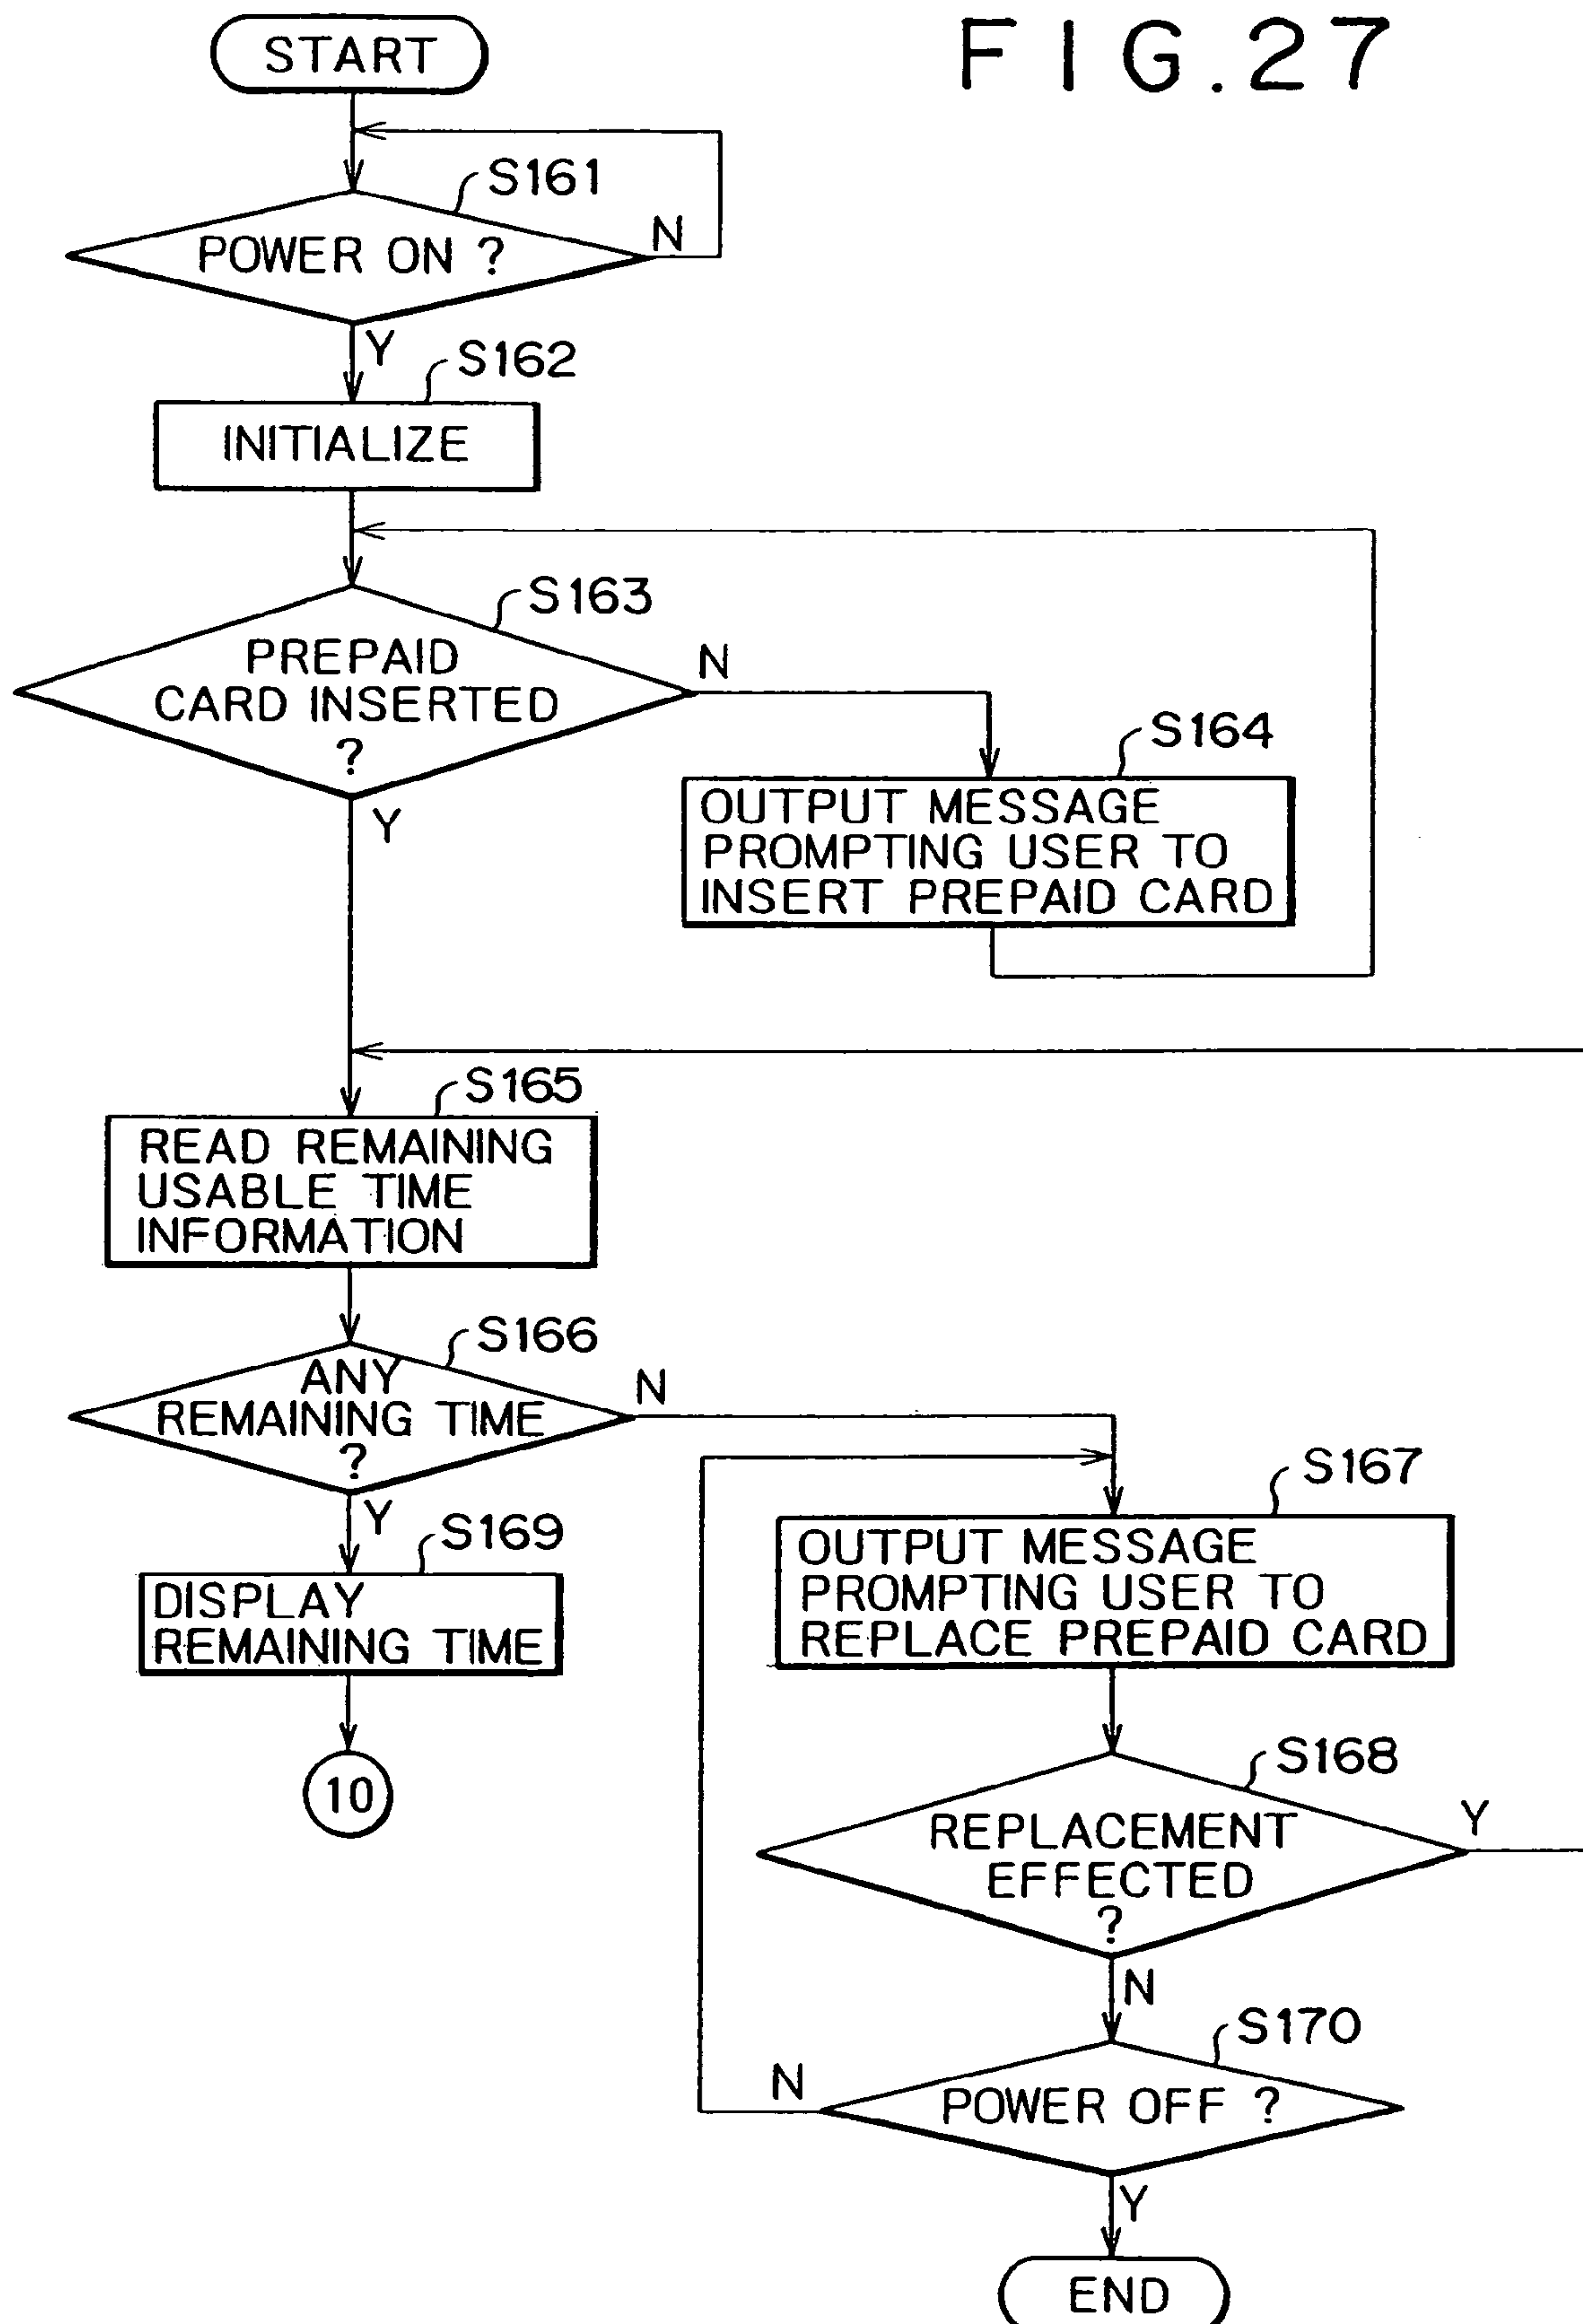 START
FIG.27
S161
POWER ON ?
N
Y
S162
INITIALIZE
S163
PREPAID
CARD INSERTED
?
N
Y
S164
OUTPUT MESSAGE
PROMPTING USER TO
INSERT PREPAID CARD
S165
READ REMAINING
USABLE TIME
INFORMATION
S166
ANY
REMAINING TIME
?
N
Y
S169
DISPLAY
REMAINING TIME
10
S167
OUTPUT MESSAGE
PROMPTING USER TO
REPLACE PREPAID CARD
S168
REPLACEMENT
EFFECTED
?
Y
N
S170
POWER OFF ?
N
Y
END